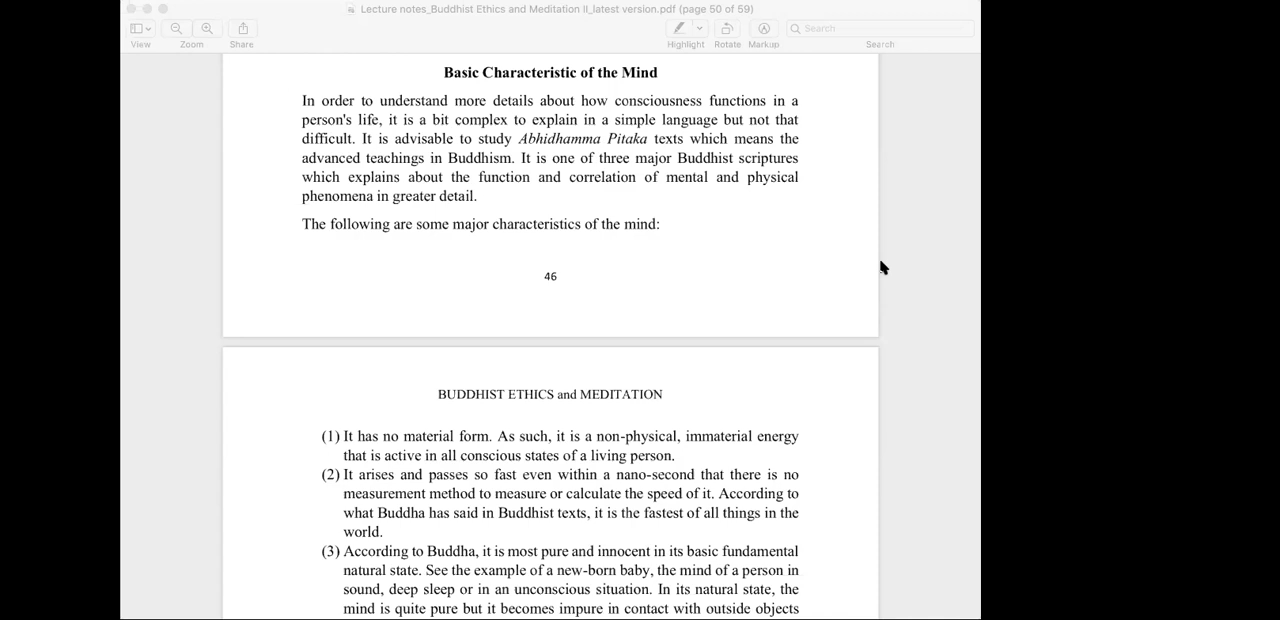 Lecture notes_Buddhist Ethics and Meditation II_latest version.pdf (page 50 of 59)
Search
View Zoom Share Highlight Rotate Markup Search
Basic Characteristic of the Mind
In order to understand more details about how consciousness functions in a
person's life, it is a bit complex to explain in a simple language but not that
difficult. It is advisable to study Abhidhamma Pitaka texts which means the
advanced teachings in Buddhism. It is one of three major Buddhist scriptures
which explains about the function and correlation of mental and physical
phenomena in greater detail.
The following are some major characteristics of the mind:
46
BUDDHIST ETHICS and MEDITATION
(1) It has no material form. As such, it is a non-physical, immaterial energy
that is active in all conscious states of a living person.
(2) It arises and passes so fast even within a nano-second that there is no
measurement method to measure or calculate the speed of it. According to
what Buddha has said in Buddhist texts, it is the fastest of all things in the
world.
(3) According to Buddha, it is most pure and innocent in its basic fundamental
natural state. See the example of a new-born baby, the mind of a person in
sound, deep sleep or in an unconscious situation. In its natural state, the
mind is quite pure but it becomes impure in contact with outside objects